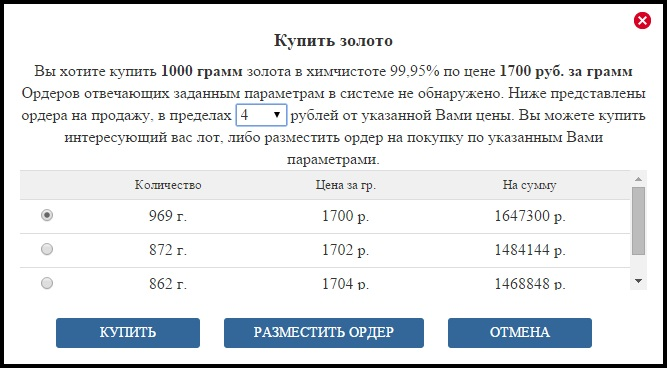 Купить золото
Вы хотите купить 1000 грамм золота в химчистоте 99,95% по цене 1700 руб. за грамм
Ордеров отвечающих заданным параметрам в системе не обнаружено. Ниже представлены
ордера на продажу, в пределах 4 рублей от указанной Вами цены. Вы можете купить
интересующий вас лот, либо разместить ордер на покупку по указанным Вами
параметрами.
Количество Цена за гр. На сумму
969 г. 1700 р. 1647300 р.
872 г. 1702 р. 1484144 р.
862 г. 1704 р. 1468848 р.
КУПИТЬ РАЗМЕСТИТЬ ОРДЕР ОТМЕНА